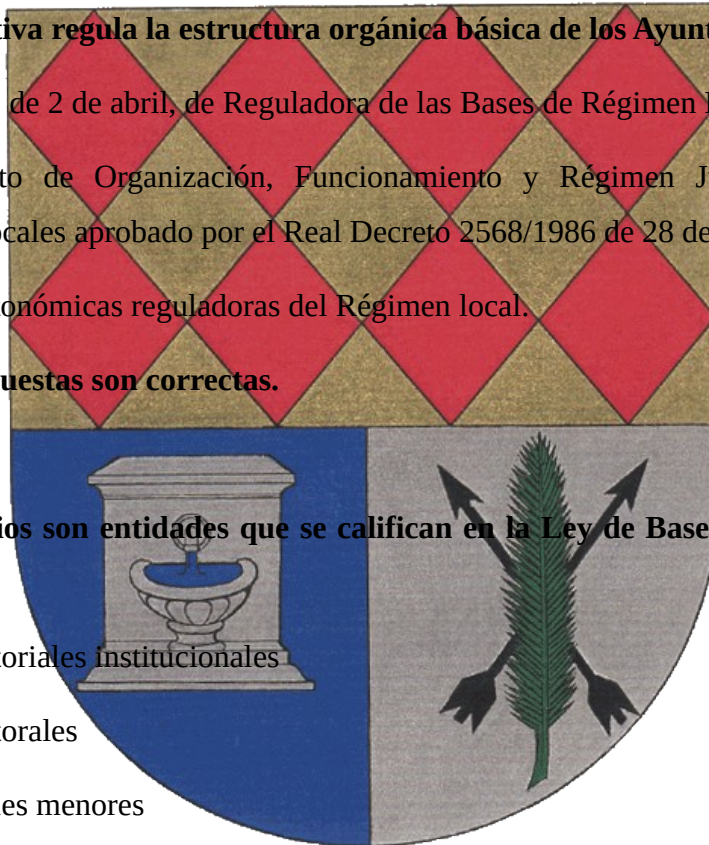 tiva regula la estructura orgánica básica de los Ayunt
de 2 de abril, de Reguladora de las Bases de Régimen
to de Organización, Funcionamiento y Régimen J
ocales aprobado por el Real Decreto 2568/1986 de 28 de
onómicas reguladoras del Régimen local.
uestas son correctas.
ios son entidades que se califican en la Ley de Base
toriales institucionales
torales
es menores